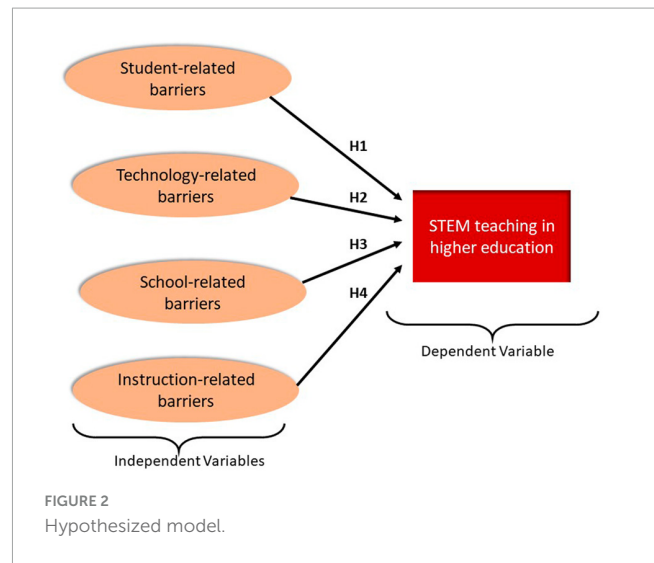 Student-related
barriers
H1
Technology-related
barriers
H2
STEM teaching in
higher education
H3
School-related
barriers
H4
Dependent Variable
Instruction-related
barriers
Independent Variables
FIGURE 2
Hypothesized model.